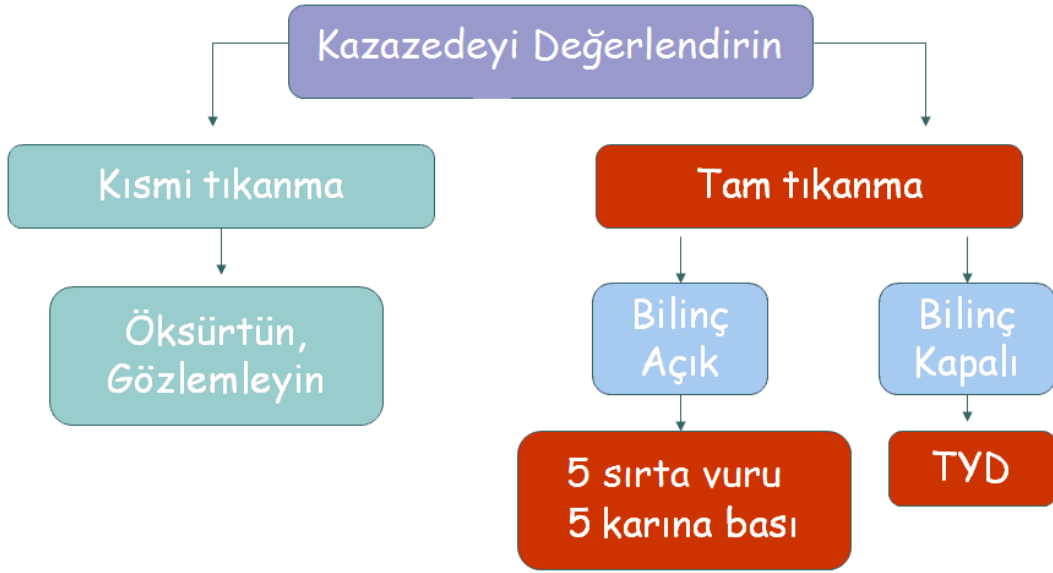 Kazazedeyi Değerlendirin
Kısmi tıkanma
Tam tıkanma
Öksürtün,
Gözlemleyin
Bilinç
Açık
Bilinç
Kapalı
5 sırta vuru
5 karına bası
TYD